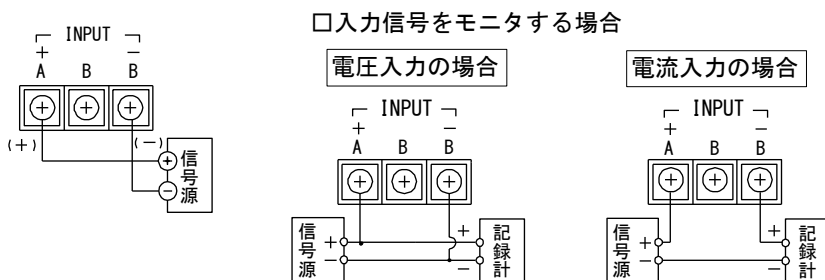 INPUT
+ −
A B B
(+) (−)
+
−
信号源
□入力信号をモニタする場合
電圧入力の場合
INPUT
+ −
A B B
信号源
+ +
− −
記録計
電流入力の場合
INPUT
+ −
A B B
信号源
+ +
− −
記録計